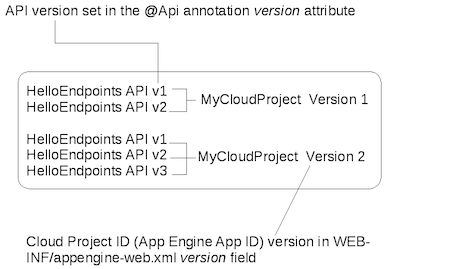 API version set in the @Api annotation version attribute
HelloEndpoints API v1
HelloEndpoints API v2
MyCloudProject Version 1
HelloEndpoints API v1
HelloEndpoints API v2
HelloEndpoints API v3
MyCloudProject Version 2
Cloud Project ID (App Engine App ID) version in WEB-
INF/appengine-web.xml version field